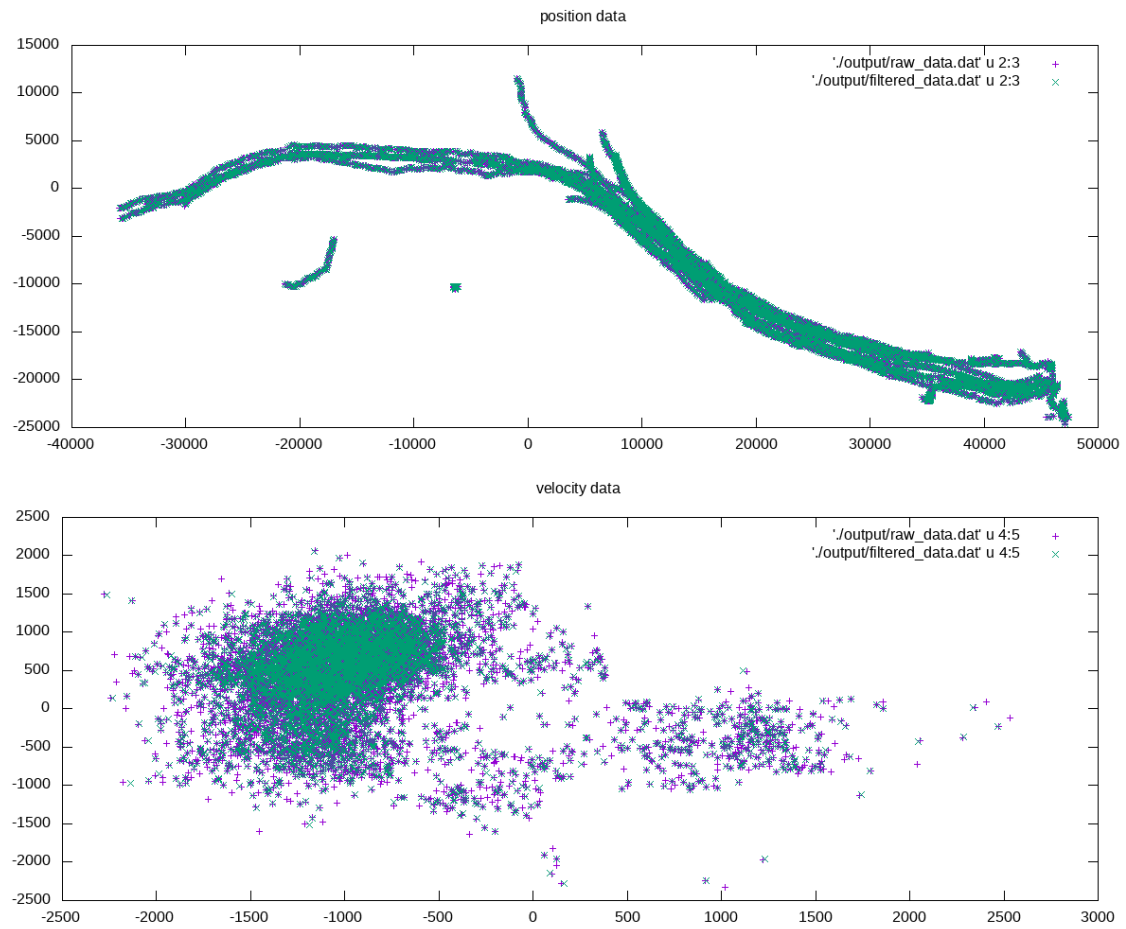 position data
'./output/raw_data.dat' u 2:3
'./output/filtered_data.dat' u 2:3
15000
10000
5000
0
-5000
-10000
-15000
-20000
-25000
-40000 -30000 -20000 -10000 0 10000 20000 30000 40000 50000
velocity data
'./output/raw_data.dat' u 4:5
'./output/filtered_data.dat' u 4:5
2500
2000
1500
1000
500
0
-500
-1000
-1500
-2000
-2500
-2500 -2000 -1500 -1000 -500 0 500 1000 1500 2000 2500 3000